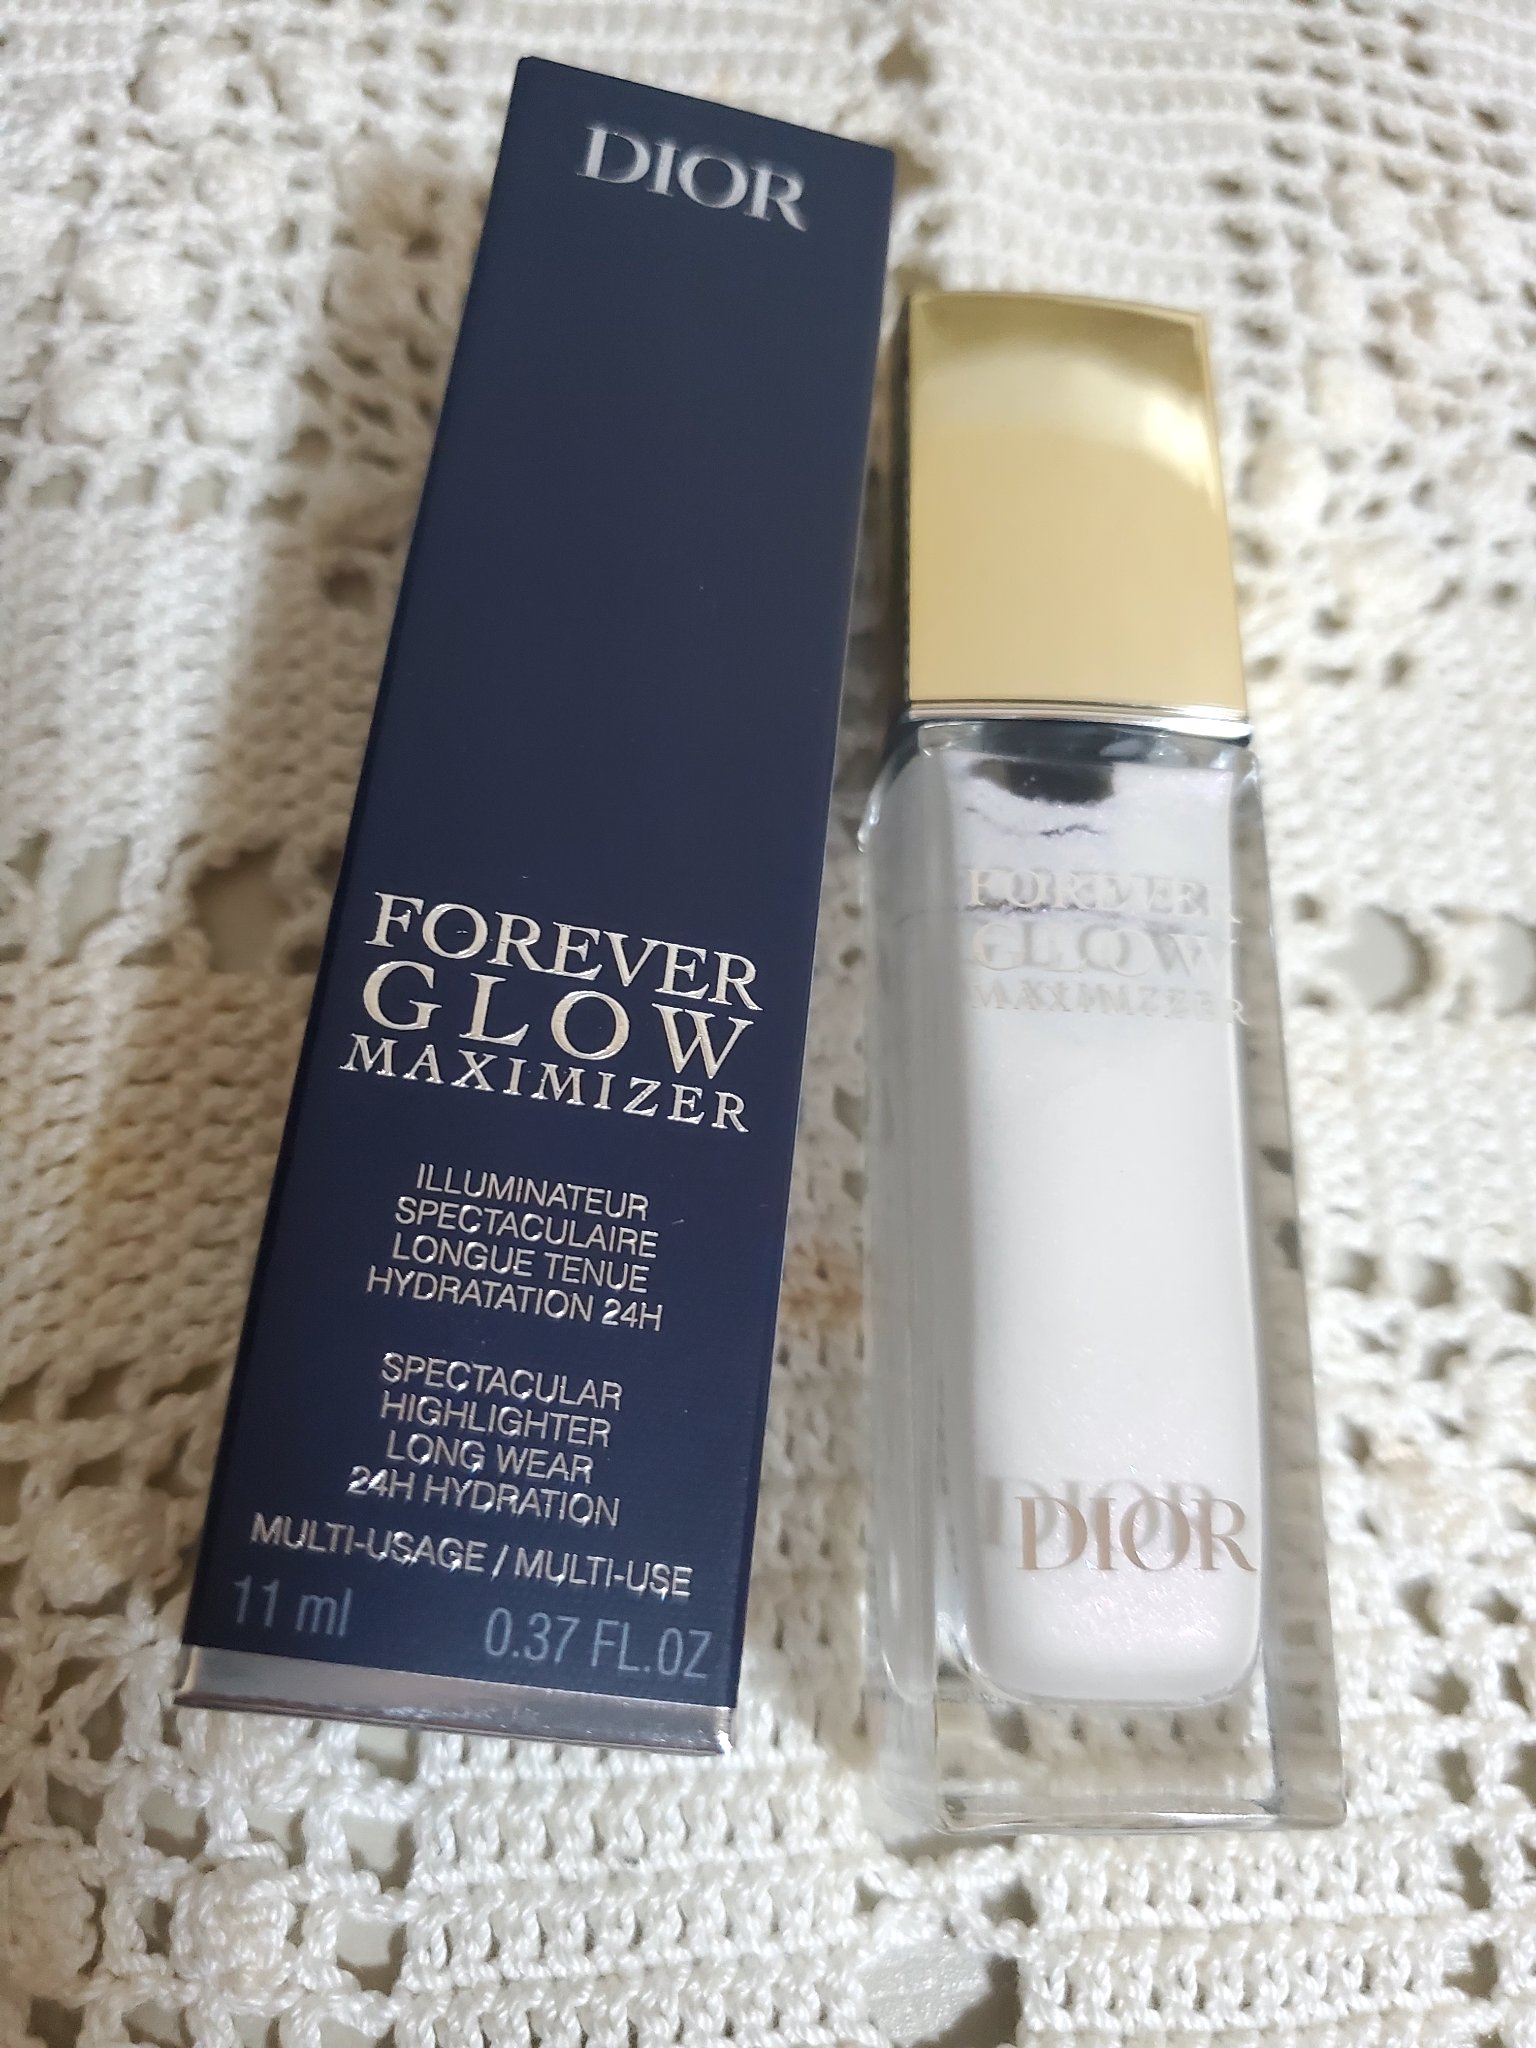 DIOR
FOREVER
GLOW
MAXIMIZER
ILLUMINATEUR
SPECTACULAIRE
LONGUE TENUE
HYDRATATION 24H
SPECTACULAR
HIGHLIGHTER
LONG WEAR
24H HYDRATION
MULTI-USAGE / MULTI-USE
11 ml 0.37 FL.OZ
FOREVER
GLOW
MAXIMIZER
DIOR